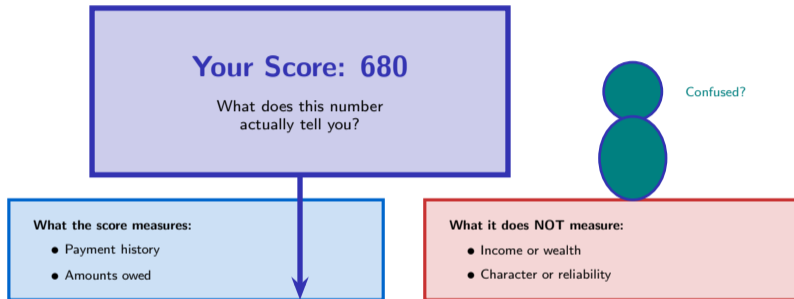 Your Score: 680
What does this number
actually tell you?
Confused?
What the score measures:
• Payment history
• Amounts owed
What it does NOT measure:
• Income or wealth
• Character or reliability